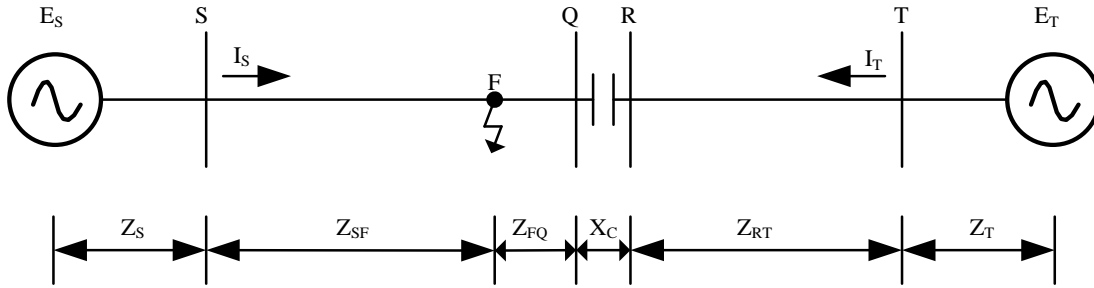 E_S S Q R T E_T
I_S F I_T
Z_S Z_SF Z_FQ X_C Z_RT Z_T